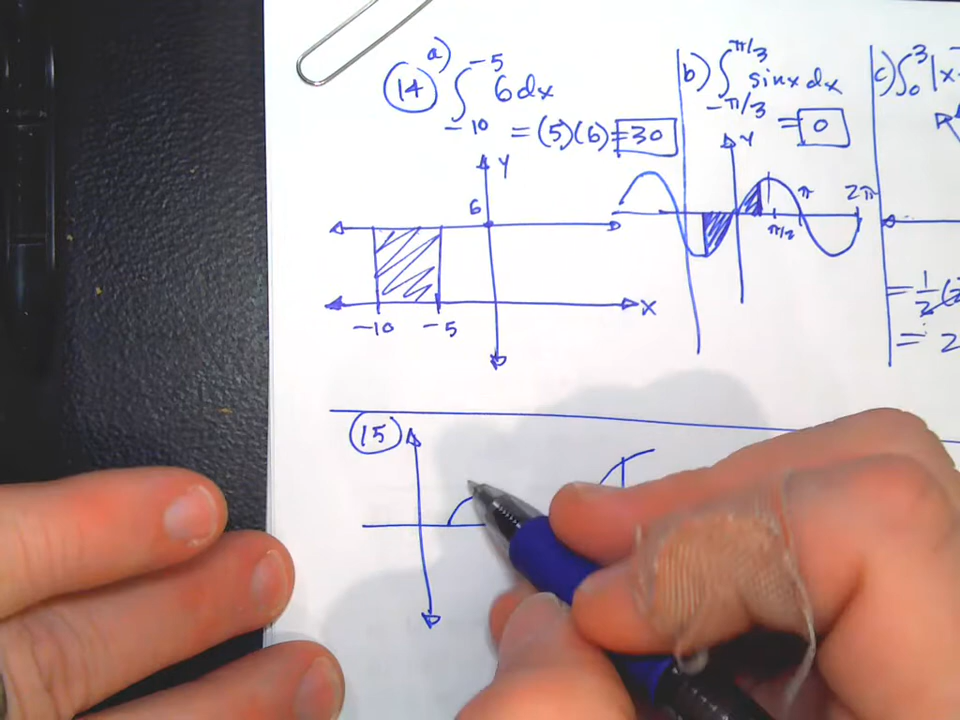 14 a) ∫_{-10}^{-5} 6dx
= (5)(6) = 30
Y
6
-10 -5
X
b) ∫_{-π/3}^{π/3} sinx dx
= 0
Y
π/2 π 2π
c) ∫_0^3 |x-
= 1/2
= 2
15